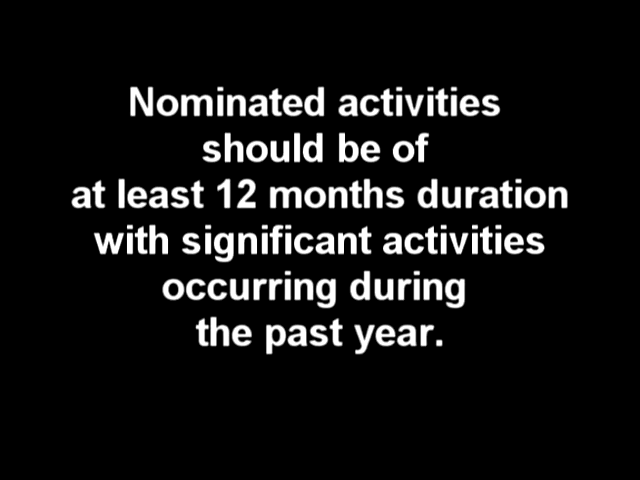 Nominated activities
should be of
at least 12 months duration
with significant activities
occurring during
the past year.